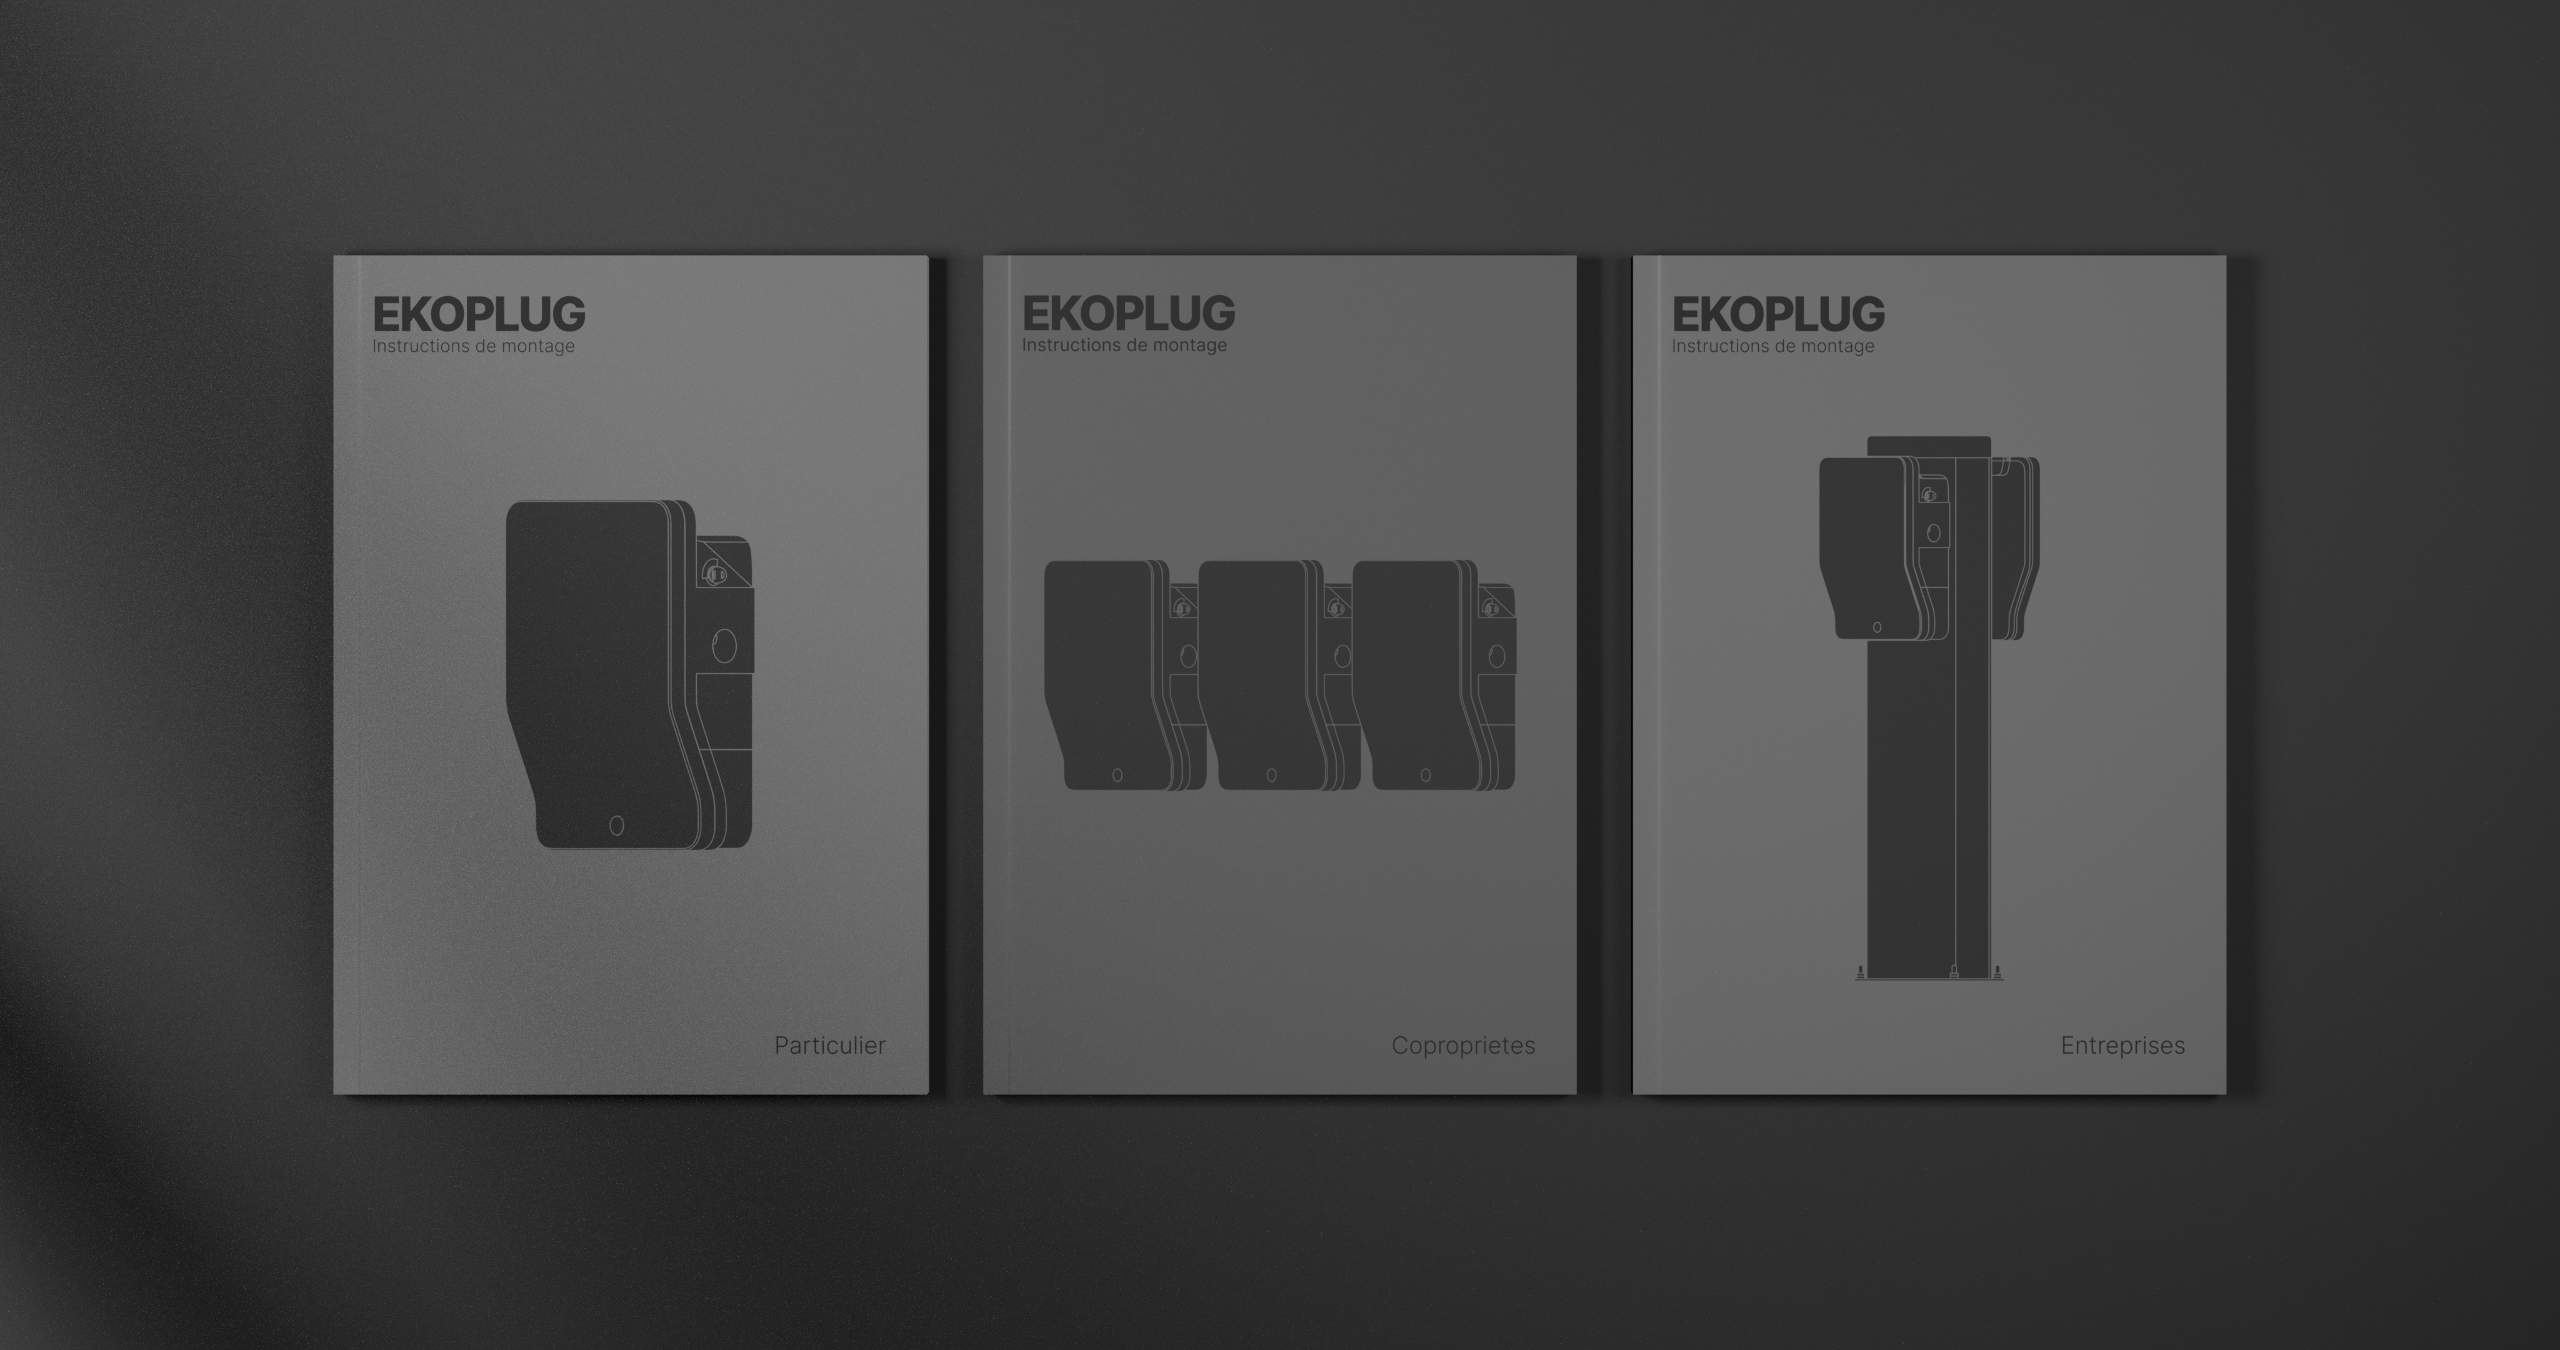 EKOPLUG
Instructions de montage
Particulier
EKOPLUG
Instructions de montage
Coproprietes
EKOPLUG
Instructions de montage
Entreprises